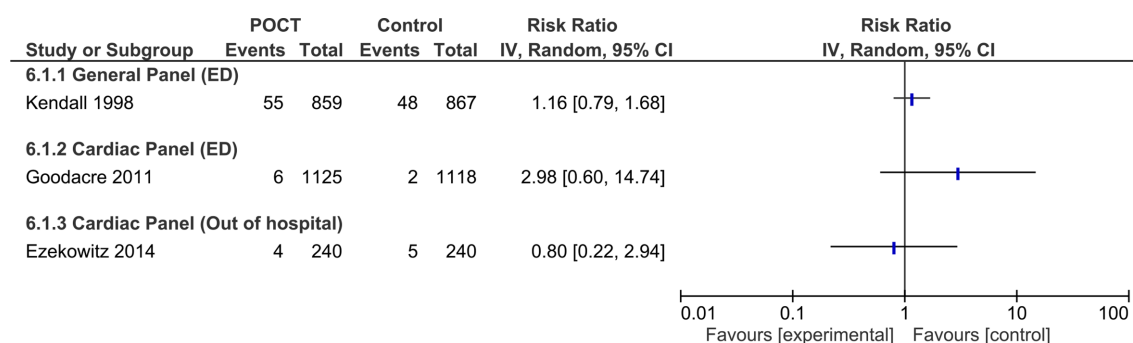 POCT Control Risk Ratio Risk Ratio
Study or Subgroup Events Total Events Total IV, Random, 95% CI IV, Random, 95% CI
6.1.1 General Panel (ED)
Kendall 1998 55 859 48 867 1.16 [0.79, 1.68]
6.1.2 Cardiac Panel (ED)
Goodacre 2011 6 1125 2 1118 2.98 [0.60, 14.74]
6.1.3 Cardiac Panel (Out of hospital)
Ezekowitz 2014 4 240 5 240 0.80 [0.22, 2.94]
0.01 0.1 1 10 100
Favours [experimental] Favours [control]